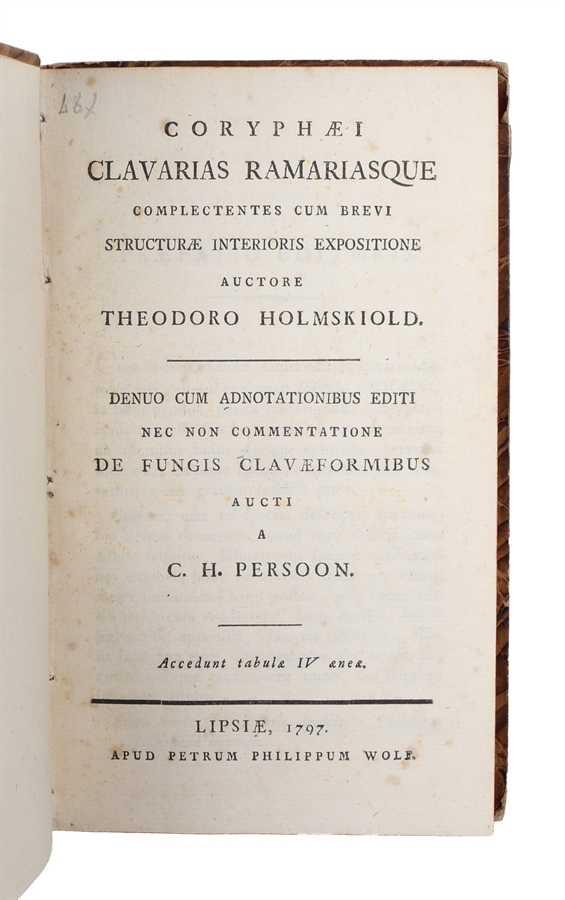 CORYPHÆI
CLAVARIAS RAMARIASQUE
COMPLECTENTES CUM BREVI
STRUCTURÆ INTERIORIS EXPOSITIONE
AUCTORE
THEODORO HOLMSKIOLD.
DENUO CUM ADNOTATIONIBUS EDITI
NEC NON COMMENTATIONE
DE FUNGIS CLAVÆFORMIBUS
AUCTI
A
C. H. PERSOON.
Accedunt tabulæ IV æneæ.
LIPSIÆ, 1797.
APUD PETRUM PHILIPPUM WOLF.